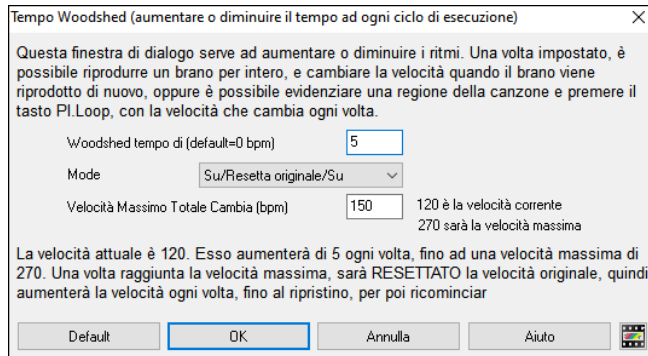 Tempo Woodshed (aumentare o diminuire il tempo ad ogni ciclo di esecuzione)
Questa finestra di dialogo serve ad aumentare o diminuire i ritmi. Una volta impostato, è
possibile riprodurre un brano per intero, e cambiare la velocità quando il brano viene
riprodotto di nuovo, oppure è possibile evidenziare una regione della canzone e premere il
tasto Pl.Loop, con la velocità che cambia ogni volta.
Woodshed tempo di (default=0 bpm) 5
Mode Su/Resetta originale/Su
Velocità Massimo Totale Cambia (bpm) 150 120 è la velocità corrente
270 sarà la velocità massima
La velocità attuale è 120. Esso aumenterà di 5 ogni volta, fino ad una velocità massima di
270. Una volta raggiunta la velocità massima, sarà RESETTATO la velocità originale, quindi
aumenterà la velocità ogni volta, fino al ripristino, per poi ricominciar
Default OK Annulla Aiuto